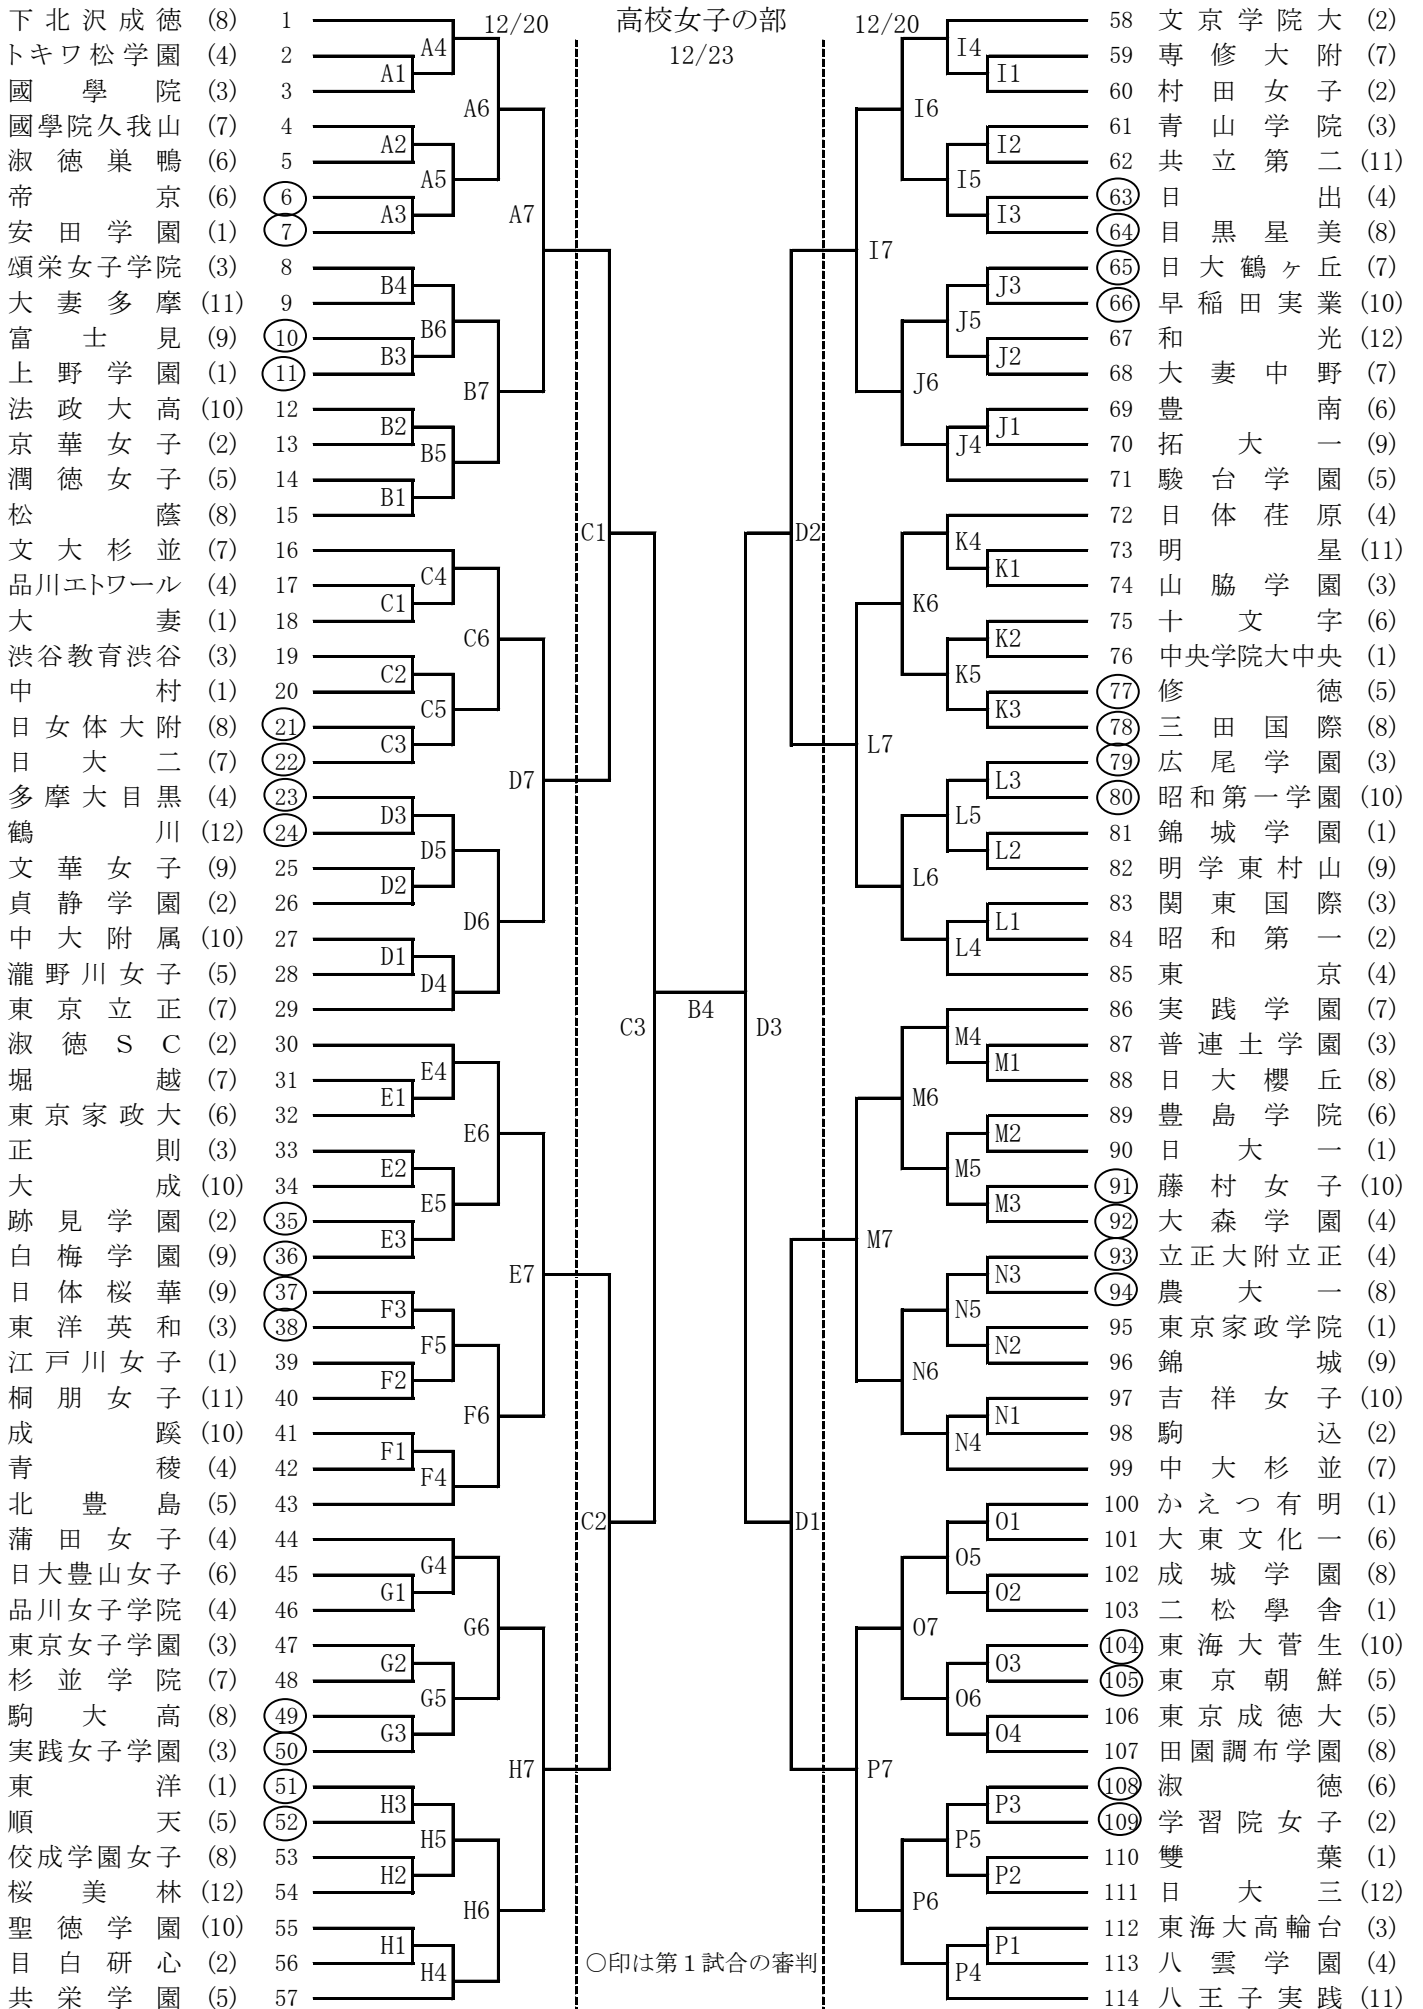 高校女子の部
12/20 12/23 12/20
下北沢成徳 (8) 1
トキワ松学園 (4) 2
國學院 (3) 3
國學院久我山 (7) 4
淑徳巣鴨 (6) 5
帝京 (6) 6
安田学園 (1) 7
頌栄女子学院 (3) 8
大妻多摩 (11) 9
富士見 (9) 10
上野学園 (1) 11
法政大高 (10) 12
京華女子 (2) 13
潤徳女子 (5) 14
松蔭 (8) 15
文大杉並 (7) 16
品川エトワール (4) 17
大妻 (1) 18
渋谷教育渋谷 (3) 19
中村 (1) 20
日女体大附 (8) 21
日大二 (7) 22
多摩大目黒 (4) 23
鶴川 (12) 24
文華女子 (9) 25
貞静学園 (2) 26
中大附属 (10) 27
瀧野川女子 (5) 28
東京立正 (7) 29
淑徳SC (2) 30
堀越 (7) 31
東京家政大 (6) 32
正則 (3) 33
大成 (10) 34
跡見学園 (2) 35
白梅学園 (9) 36
日体桜華 (9) 37
東洋英和 (3) 38
江戸川女子 (1) 39
桐朋女子 (11) 40
成蹊 (10) 41
青稜 (4) 42
北豊島 (5) 43
蒲田女子 (4) 44
日大豊山女子 (6) 45
品川女子学院 (4) 46
東京女子学園 (3) 47
杉並学院 (7) 48
駒大高 (8) 49
実践女子学園 (3) 50
東洋 (1) 51
順天 (5) 52
佼成学園女子 (8) 53
桜美林 (12) 54
聖徳学園 (10) 55
目白研心 (2) 56
共栄学園 (5) 57
A4
A1
A6
A2
A5
A3
A7
B4
B6
B3
B7
B2
B5
B1
C1
C4
C1
C6
C2
C5
C3
D7
D3
D5
D2
D6
D1
D4
C3
E4
E1
E6
E2
E5
E3
E7
F3
F5
F2
F6
F1
F4
C2
G4
G1
G6
G2
G5
G3
H7
H3
H5
H2
H6
H1
H4
B4
○印は第1試合の審判
D3
D2
D1
I4
I1
I6
I2
I5
I3
I7
J3
J5
J2
J6
J1
J4
K4
K1
K6
K2
K5
K3
L7
L3
L5
L2
L6
L1
L4
M4
M1
M6
M2
M5
M3
M7
N3
N5
N2
N6
N1
N4
O1
O5
O2
O7
O3
O6
O4
P7
P3
P5
P2
P6
P1
P4
58 文京学院大 (2)
59 専修大附 (7)
60 村田女子 (2)
61 青山学院 (3)
62 共立第二 (11)
63 日出 (4)
64 目黒星美 (8)
65 日大鶴ヶ丘 (7)
66 早稲田実業 (10)
67 和光 (12)
68 大妻中野 (7)
69 豊南 (6)
70 拓大一 (9)
71 駿台学園 (5)
72 日体荏原 (4)
73 明星 (11)
74 山脇学園 (3)
75 十文字 (6)
76 中央学院大中央 (1)
77 修徳 (5)
78 三田国際 (8)
79 広尾学園 (3)
80 昭和第一学園 (10)
81 錦城学園 (1)
82 明学東村山 (9)
83 関東国際 (3)
84 昭和第一 (2)
85 東京 (4)
86 実践学園 (7)
87 普連土学園 (3)
88 日大櫻丘 (8)
89 豊島学院 (6)
90 日大一 (1)
91 藤村女子 (10)
92 大森学園 (4)
93 立正大附立正 (4)
94 農大一 (8)
95 東京家政学院 (1)
96 錦城 (9)
97 吉祥女子 (10)
98 駒込 (2)
99 中大杉並 (7)
100 かえつ有明 (1)
101 大東文化一 (6)
102 成城学園 (8)
103 二松學舎 (1)
104 東海大菅生 (10)
105 東京朝鮮 (5)
106 東京成徳大 (5)
107 田園調布学園 (8)
108 淑徳 (6)
109 学習院女子 (2)
110 雙葉 (1)
111 日大三 (12)
112 東海大高輪台 (3)
113 八雲学園 (4)
114 八王子実践 (11)